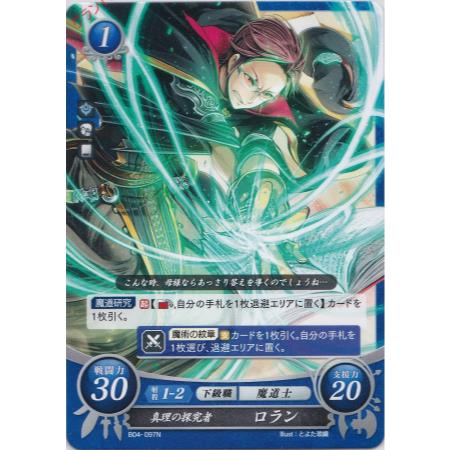 1
こんな時、母様ならあっさり答えを導くのでしょうね…
魔道研究 起【 ,自分の手札を1枚退避エリアに置く】カードを
1枚引く。
魔術の紋章 攻 カードを1枚引く。自分の手札を
1枚選び、退避エリアに置く。
戦闘力
30
射程 1-2 下級職 魔道士
支援力
20
真理の探究者 ロラン
B04-097N
Illust:とよた瑣織